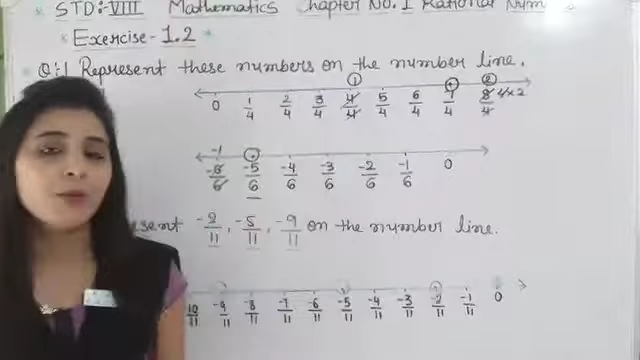 * STD:-VIII Mathematics Chapter No. 1 Rational Num
* Exercise-1.2 *
* Q:1 Represent these numbers on the number line.
1 2
0 1/4 2/4 3/4 4/4 5/4 6/4 7/4 8/4 4x2
-1
-6/6 -5/6 -4/6 -3/6 -2/6 -1/6 0
-2/11, -5/11, -9/11 on the number line.
10/11 -9/11 -8/11 -7/11 -6/11 -5/11 -4/11 -3/11 -2/11 -1/11 0